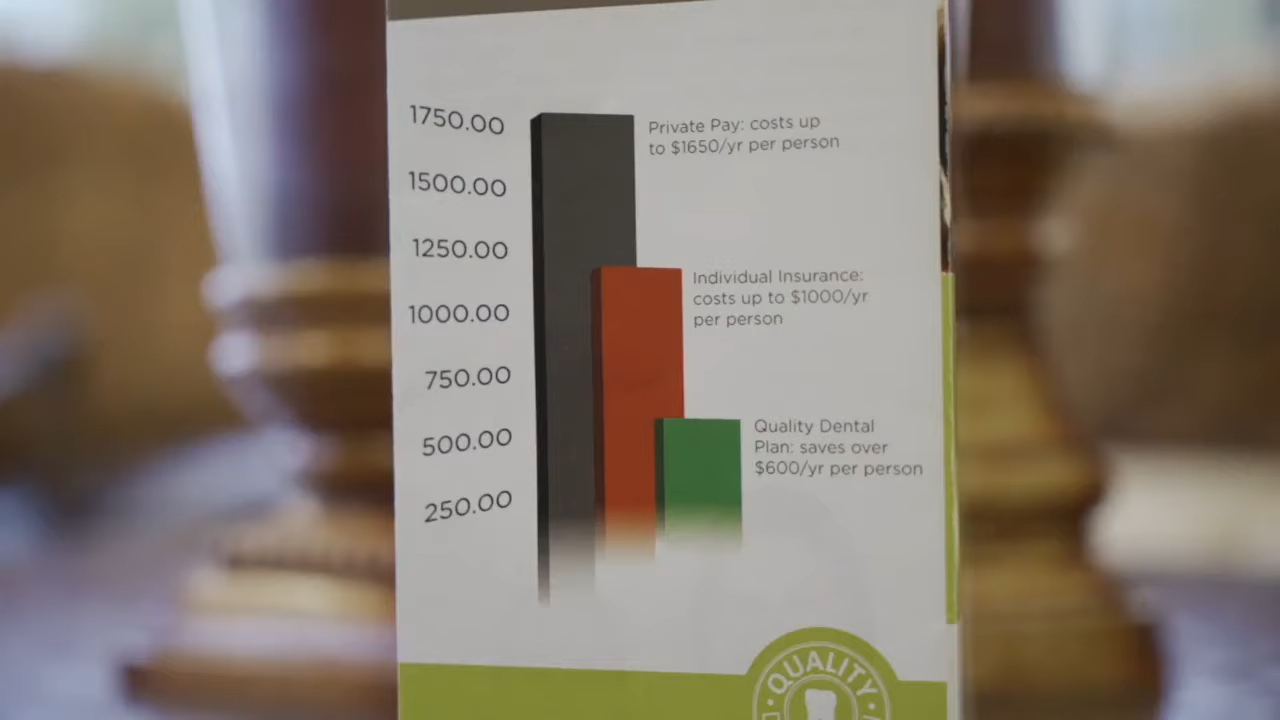 1750.00
1500.00
1250.00
1000.00
750.00
500.00
250.00
Private Pay: costs up
to $1650/yr per person
Individual Insurance:
costs up to $1000/yr
per person
Quality Dental
Plan: saves over
$600/yr per person
QUALITY